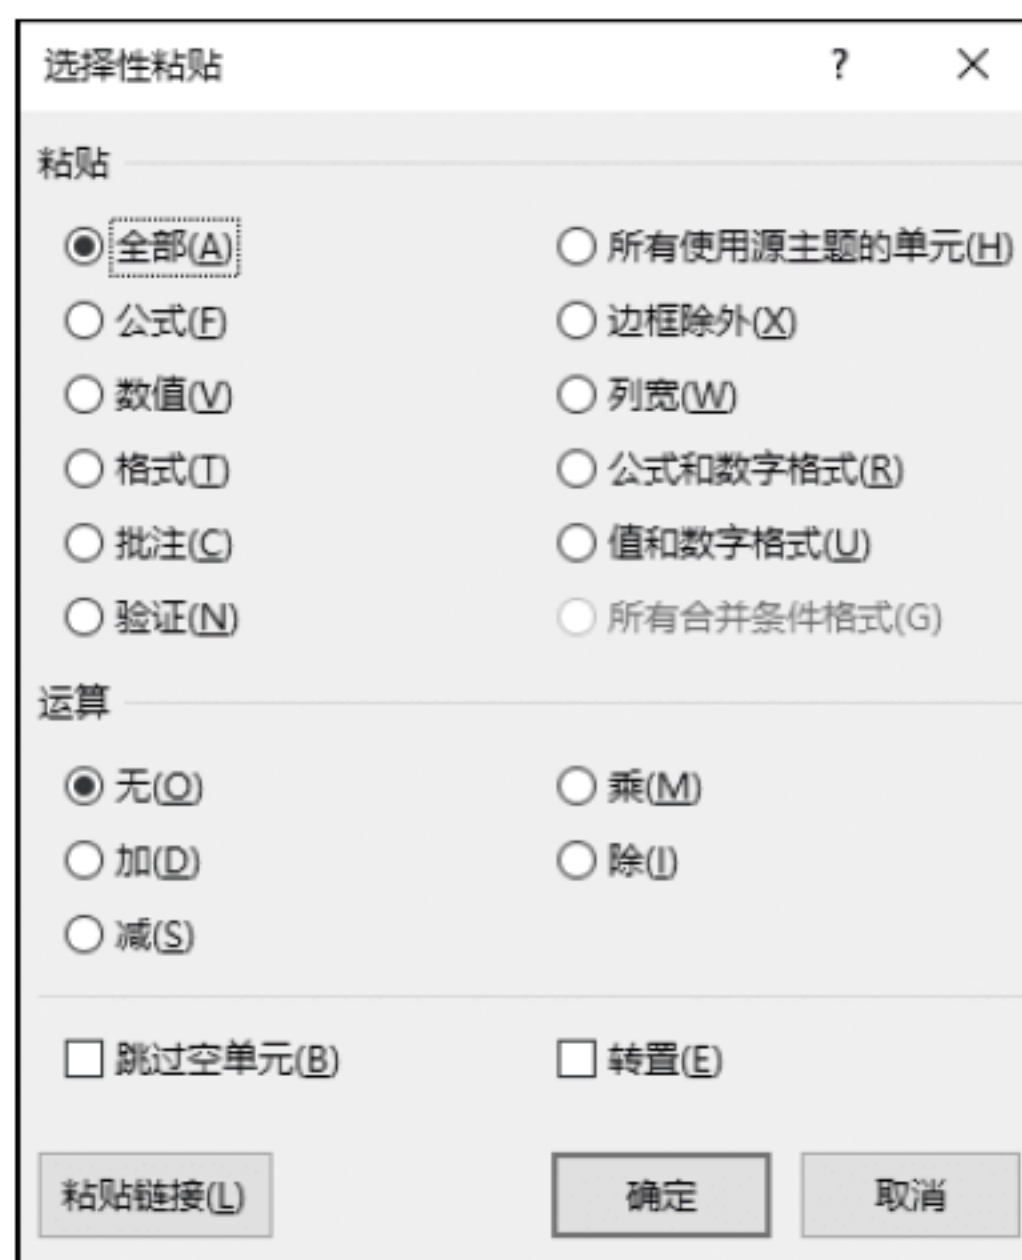 选择性粘贴 ?
粘贴
全部(A) 所有使用源主题的单元(H)
公式(F) 边框除外(X)
数值(V) 列宽(W)
格式(T) 公式和数字格式(R)
批注(C) 值和数字格式(U)
验证(N) 所有合并条件格式(G)
运算
无(O) 乘(M)
加(D) 除(I)
减(S)
跳过空单元(B) 转置(E)
粘贴链接(L) 确定 取消